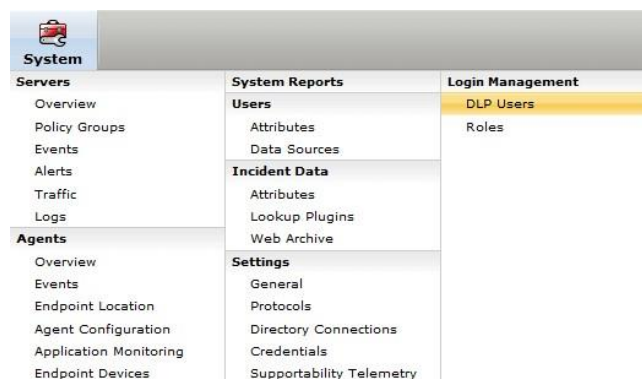 System
Servers
Overview
Policy Groups
Events
Alerts
Traffic
Logs
Agents
Overview
Events
Endpoint Location
Agent Configuration
Application Monitoring
Endpoint Devices
System Reports
Users
Attributes
Data Sources
Incident Data
Attributes
Lookup Plugins
Web Archive
Settings
General
Protocols
Directory Connections
Credentials
Supportability Telemetry
Login Management
DLP Users
Roles